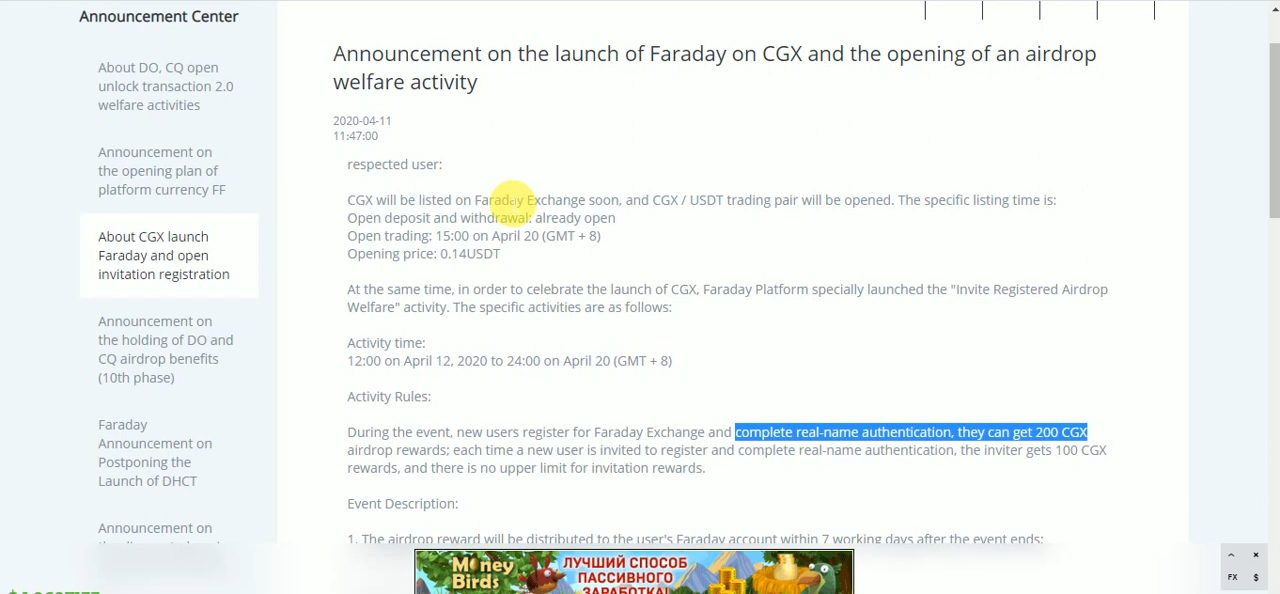 Announcement Center
About DO, CQ open
unlock transaction 2.0
welfare activities
Announcement on
the opening plan of
platform currency FF
About CGX launch
Faraday and open
invitation registration
Announcement on
the holding of DO and
CQ airdrop benefits
(10th phase)
Faraday
Announcement on
Postponing the
Launch of DHCT
Announcement on
Announcement on the launch of Faraday on CGX and the opening of an airdrop
welfare activity
2020-04-11
11:47:00
respected user:
CGX will be listed on Faraday Exchange soon, and CGX / USDT trading pair will be opened. The specific listing time is:
Open deposit and withdrawal: already open
Open trading: 15:00 on April 20 (GMT + 8)
Opening price: 0.14USDT
At the same time, in order to celebrate the launch of CGX, Faraday Platform specially launched the "Invite Registered Airdrop
Welfare" activity. The specific activities are as follows:
Activity time:
12:00 on April 12, 2020 to 24:00 on April 20 (GMT + 8)
Activity Rules:
During the event, new users register for Faraday Exchange and complete real-name authentication, they can get 200 CGX
airdrop rewards; each time a new user is invited to register and complete real-name authentication, the inviter gets 100 CGX
rewards, and there is no upper limit for invitation rewards.
Event Description:
1. The airdrop reward will be distributed to the user's Faraday account within 7 working days after the event ends;
Money
Birds
ЛУЧШИЙ СПОСОБ
ПАССИВНОГО
ЗАРАБОТКА!
FX $